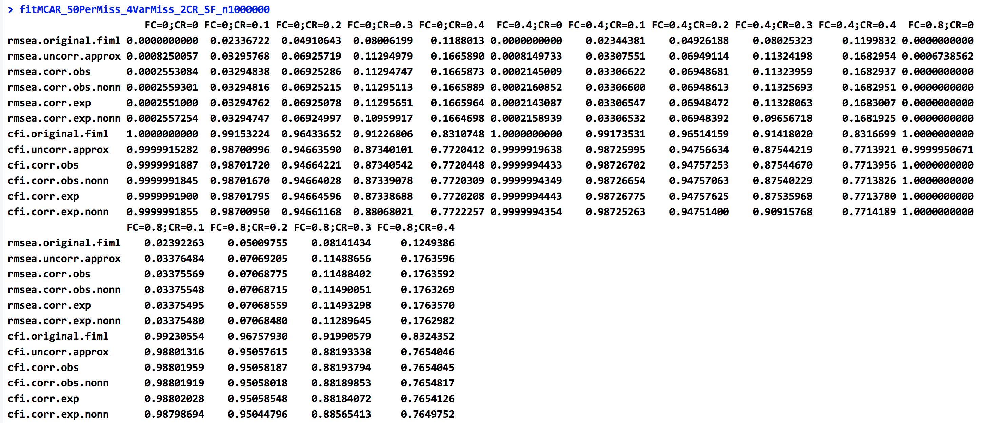 > fitMCAR_50PerMiss_4VarMiss_2CR_SF_n1000000
FC=0;CR=0 FC=0;CR=0.1 FC=0;CR=0.2 FC=0;CR=0.3 FC=0;CR=0.4 FC=0.4;CR=0 FC=0.4;CR=0.1 FC=0.4;CR=0.2 FC=0.4;CR=0.3 FC=0.4;CR=0.4 FC=0.8;CR=0
rmsea.original.fiml 0.0000000000 0.02336722 0.04910643 0.08006199 0.1188013 0.0000000000 0.02344381 0.04926188 0.08025323 0.1199832 0.0000000000
rmsea.uncorr.approx 0.0008250057 0.03295768 0.06925719 0.11294979 0.1665890 0.0008149733 0.03307551 0.06949114 0.11324198 0.1682954 0.0006738562
rmsea.corr.obs 0.0002553084 0.03294838 0.06925286 0.11294747 0.1665873 0.0002145009 0.03306622 0.06948681 0.11323959 0.1682937 0.0000000000
rmsea.corr.obs.nonn 0.0002559301 0.03294816 0.06925215 0.11295113 0.1665889 0.0002160852 0.03306600 0.06948613 0.11325693 0.1682951 0.0000000000
rmsea.corr.exp 0.0002551000 0.03294762 0.06925078 0.11295651 0.1665964 0.0002143087 0.03306547 0.06948472 0.11328063 0.1683007 0.0000000000
rmsea.corr.exp.nonn 0.0002557254 0.03294747 0.06924997 0.10959917 0.1664698 0.0002158939 0.03306532 0.06948392 0.09656718 0.1681925 0.0000000000
cfi.original.fiml 1.0000000000 0.99153224 0.96433652 0.91226806 0.8310748 1.0000000000 0.99173531 0.96514159 0.91418020 0.8316699 1.0000000000
cfi.uncorr.approx 0.9999915282 0.98700996 0.94663590 0.87340101 0.7720412 0.9999919638 0.98725995 0.94756634 0.87544219 0.7713921 0.9999950671
cfi.corr.obs 0.9999991887 0.98701720 0.94664221 0.87340542 0.7720448 0.9999994433 0.98726702 0.94757253 0.87544670 0.7713956 1.0000000000
cfi.corr.obs.nonn 0.9999991845 0.98701670 0.94664028 0.87339078 0.7720309 0.9999994349 0.98726654 0.94757063 0.87540229 0.7713826 1.0000000000
cfi.corr.exp 0.9999991900 0.98701795 0.94664596 0.87338688 0.7720208 0.9999994443 0.98726775 0.94757625 0.87535968 0.7713780 1.0000000000
cfi.corr.exp.nonn 0.9999991855 0.98700950 0.94661168 0.88068021 0.7722257 0.9999994354 0.98725263 0.94751400 0.90915768 0.7714189 1.0000000000
FC=0.8;CR=0.1 FC=0.8;CR=0.2 FC=0.8;CR=0.3 FC=0.8;CR=0.4
rmsea.original.fiml 0.02392263 0.05009755 0.08141434 0.1249386
rmsea.uncorr.approx 0.03376484 0.07069205 0.11488656 0.1763596
rmsea.corr.obs 0.03375569 0.07068775 0.11488402 0.1763592
rmsea.corr.obs.nonn 0.03375548 0.07068715 0.11490051 0.1763269
rmsea.corr.exp 0.03375495 0.07068559 0.11493298 0.1763570
rmsea.corr.exp.nonn 0.03375480 0.07068480 0.11289645 0.1762982
cfi.original.fiml 0.99230554 0.96757930 0.91990579 0.8324352
cfi.uncorr.approx 0.98801316 0.95057615 0.88193338 0.7654046
cfi.corr.obs 0.98801959 0.95058187 0.88193794 0.7654045
cfi.corr.obs.nonn 0.98801919 0.95058018 0.88189853 0.7654817
cfi.corr.exp 0.98802028 0.95058548 0.88184072 0.7654126
cfi.corr.exp.nonn 0.98798694 0.95044796 0.88565413 0.7649752